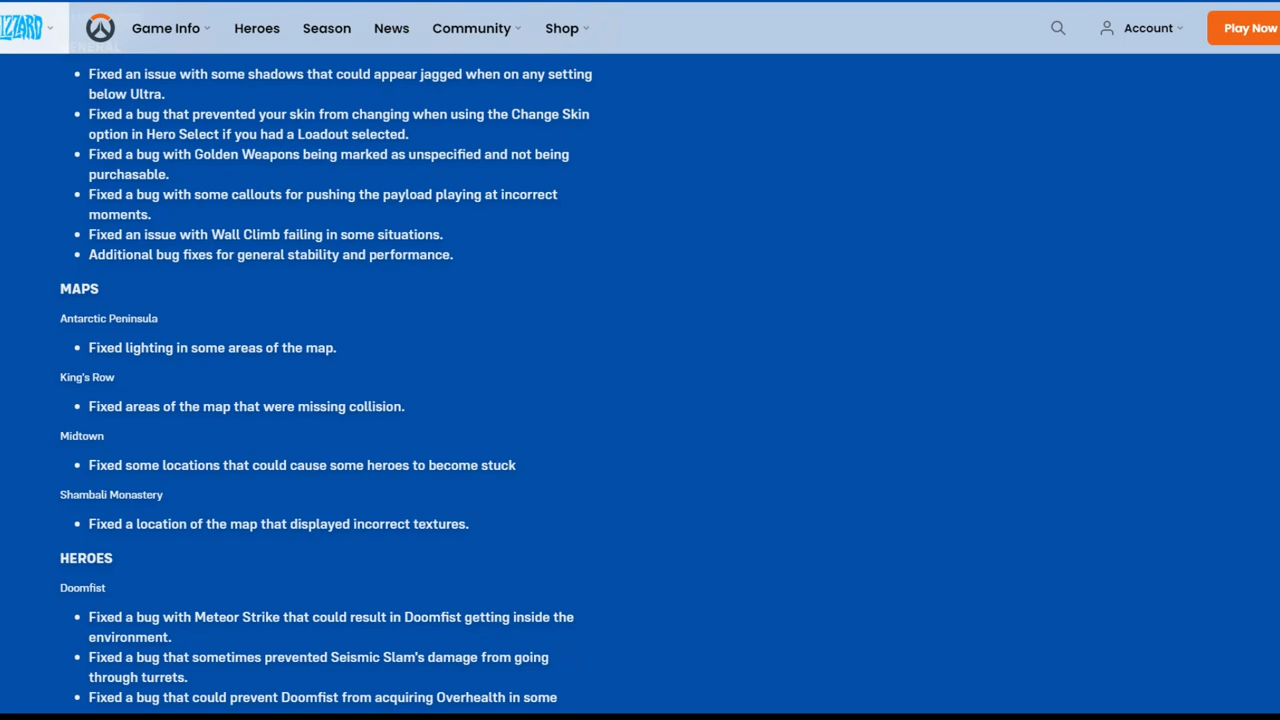 BLIZZARD
Game Info
Heroes
Season
News
Community
Shop
Account
Play Now
GENERAL
Fixed an issue with some shadows that could appear jagged when on any setting
below Ultra.
Fixed a bug that prevented your skin from changing when using the Change Skin
option in Hero Select if you had a Loadout selected.
Fixed a bug with Golden Weapons being marked as unspecified and not being
purchasable.
Fixed a bug with some callouts for pushing the payload playing at incorrect
moments.
Fixed an issue with Wall Climb failing in some situations.
Additional bug fixes for general stability and performance.
MAPS
Antarctic Peninsula
Fixed lighting in some areas of the map.
King's Row
Fixed areas of the map that were missing collision.
Midtown
Fixed some locations that could cause some heroes to become stuck
Shambali Monastery
Fixed a location of the map that displayed incorrect textures.
HEROES
Doomfist
Fixed a bug with Meteor Strike that could result in Doomfist getting inside the
environment.
Fixed a bug that sometimes prevented Seismic Slam's damage from going
through turrets.
Fixed a bug that could prevent Doomfist from acquiring Overhealth in some